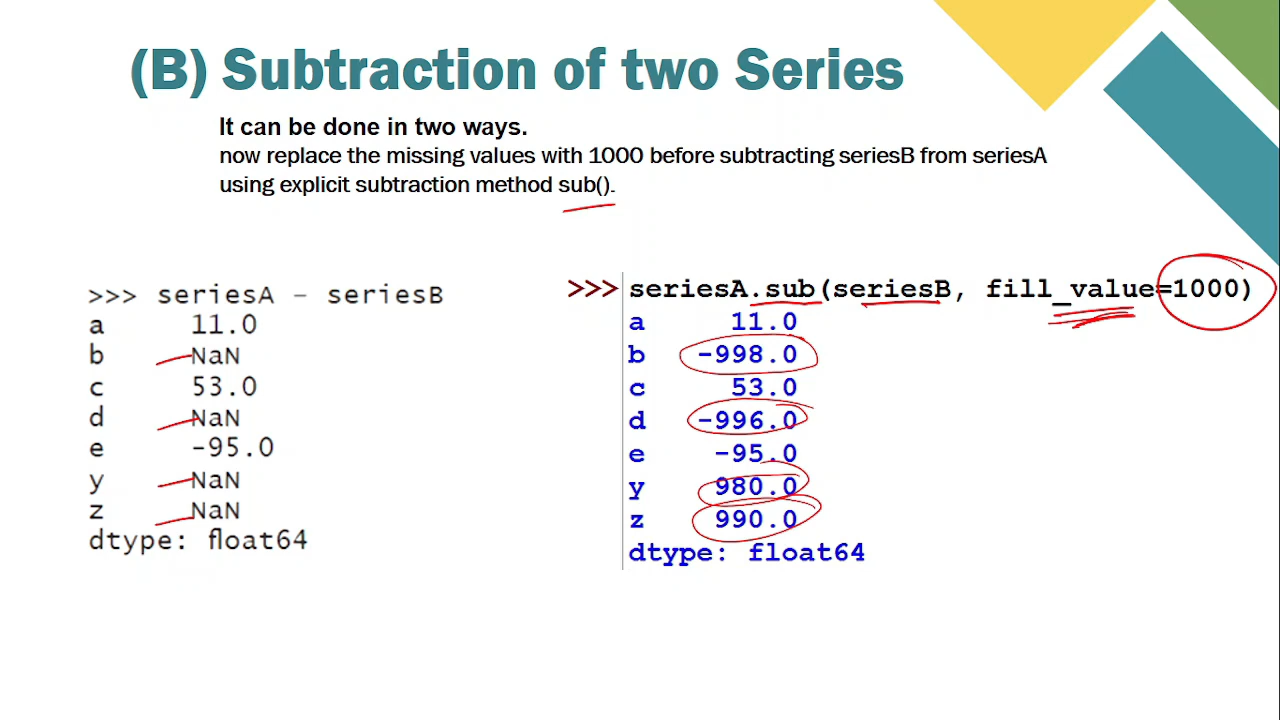 (B) Subtraction of two Series
It can be done in two ways.
now replace the missing values with 1000 before subtracting seriesB from seriesA
using explicit subtraction method sub().
>>> seriesA - seriesB
a 11.0
b NaN
c 53.0
d NaN
e -95.0
y NaN
z NaN
dtype: float64
>>> seriesA.sub(seriesB, fill_value=1000)
a 11.0
b -998.0
c 53.0
d -996.0
e -95.0
y 980.0
z 990.0
dtype: float64